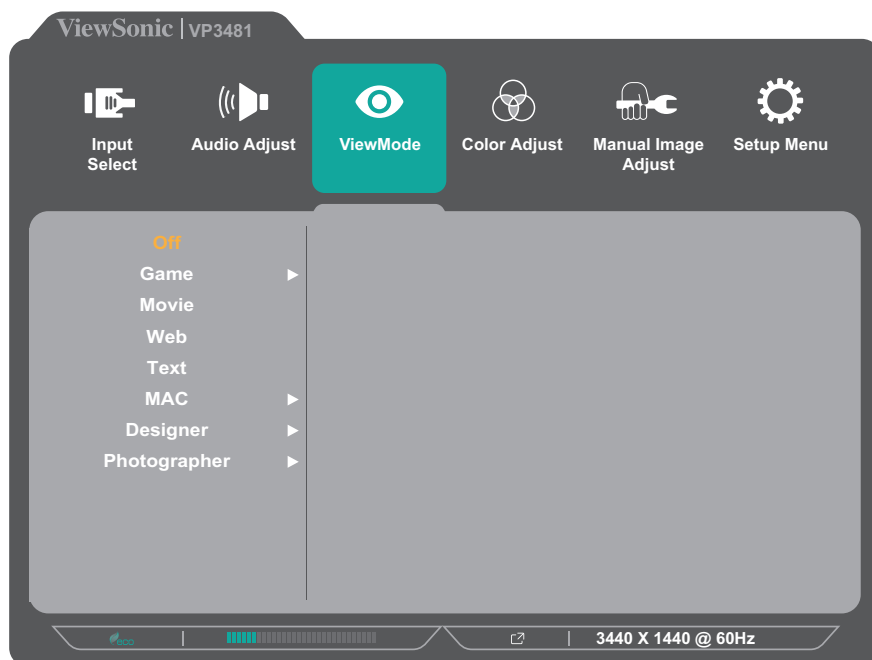 ViewSonic | VP3481
Input Select
Audio Adjust
ViewMode
Color Adjust
Manual Image Adjust
Setup Menu
Off
Game
Movie
Web
Text
MAC
Designer
Photographer
eco
3440 X 1440 @ 60Hz